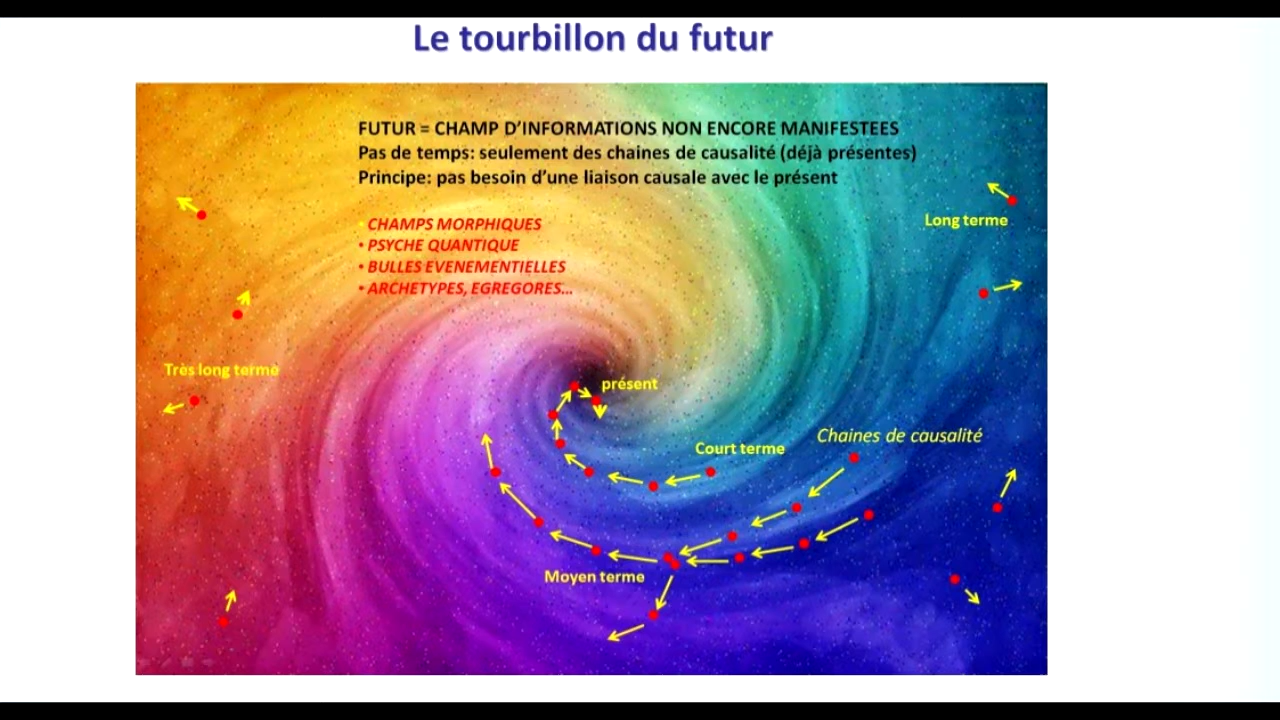 Le tourbillon du futur
FUTUR = CHAMP D'INFORMATIONS NON ENCORE MANIFESTEES
Pas de temps: seulement des chaines de causalité (déjà présentes)
Principe: pas besoin d'une liaison causale avec le présent
• CHAMPS MORPHIQUES
• PSYCHE QUANTIQUE
• BULLES EVENEMENTIELLES
• ARCHETYPES, EGREGORES...
Long terme
Très long terme
présent
Chaines de causalité
Court terme
Moyen terme